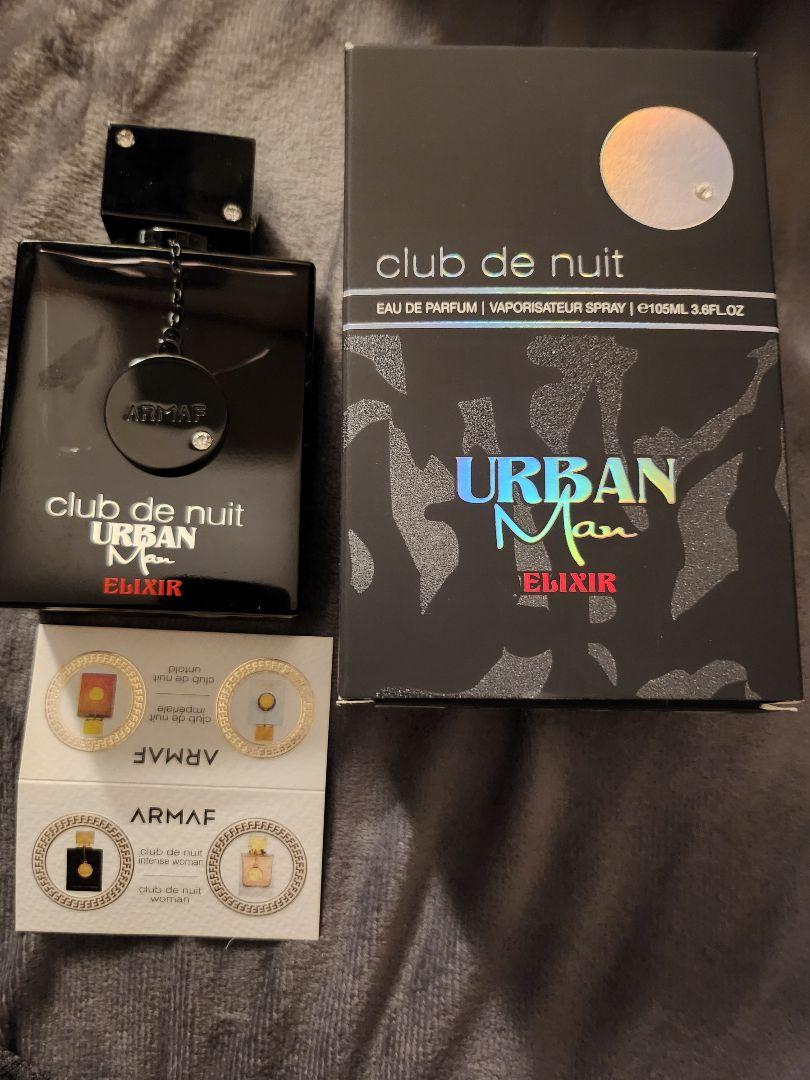 ARMAF
club de nuit
URBAN
Man
ELIXIR
club de nuit
EAU DE PARFUM | VAPORISATEUR SPRAY | ℮105ML 3.6FL.OZ
URBAN
Man
ELIXIR
club de nuit
untold
club de nuit
impériale
ARMAF
ARMAF
club de nuit
intense woman
club de nuit
woman